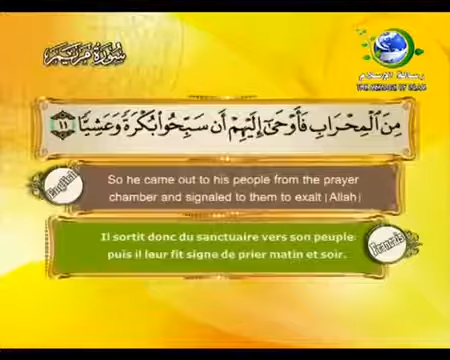 سورة مريم
رسالة الإسلام
THE MESSAGE OF ISLAM
مِنَ ٱلْمِحْرَابِ فَأَوْحَىٰٓ إِلَيْهِمْ أَن سَبِّحُوا۟ بُكْرَةً وَعَشِيًّا ١١
English
So he came out to his people from the prayer
chamber and signaled to them to exalt [Allah]
Francais
Il sortit donc du sanctuaire vers son peuple;
puis il leur fit signe de prier matin et soir.